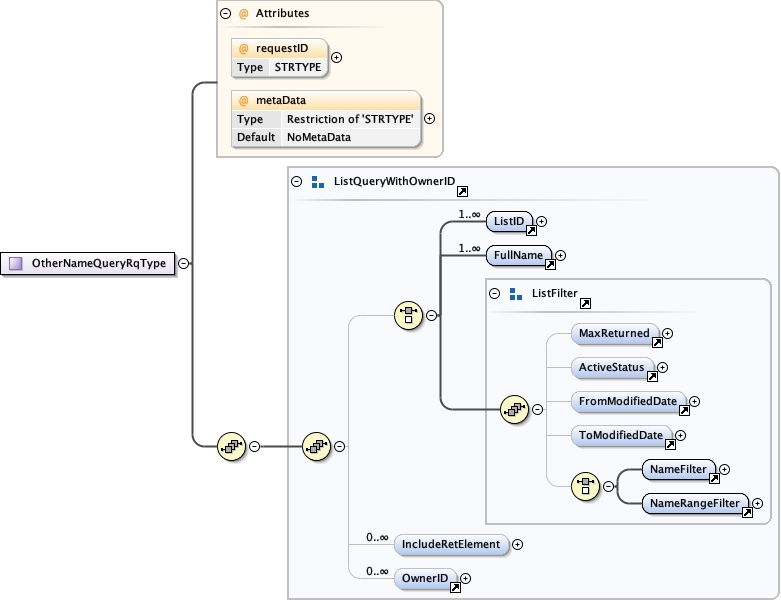 Attributes
requestID
Type STRTYPE
metaData
Type Restriction of 'STRTYPE'
Default NoMetaData
ListQueryWithOwnerID
1..∞ ListID
1..∞ FullName
OtherNameQueryRqType
ListFilter
MaxReturned
ActiveStatus
FromModifiedDate
ToModifiedDate
NameFilter
NameRangeFilter
0..∞ IncludeRetElement
0..∞ OwnerID